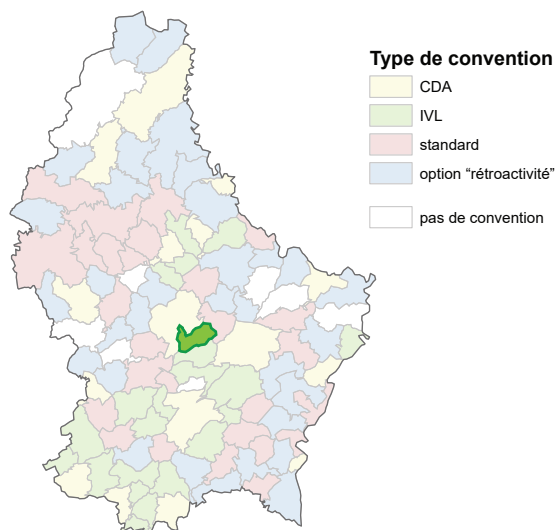 Type de convention
CDA
IVL
standard
option “rétroactivité”
pas de convention